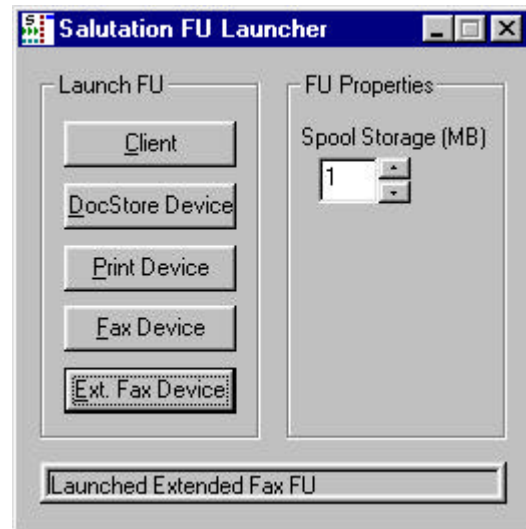 Salutation FU Launcher
Launch FU
Client
DocStore Device
Print Device
Fax Device
Ext. Fax Device
FU Properties
Spool Storage (MB)
1
Launched Extended Fax FU